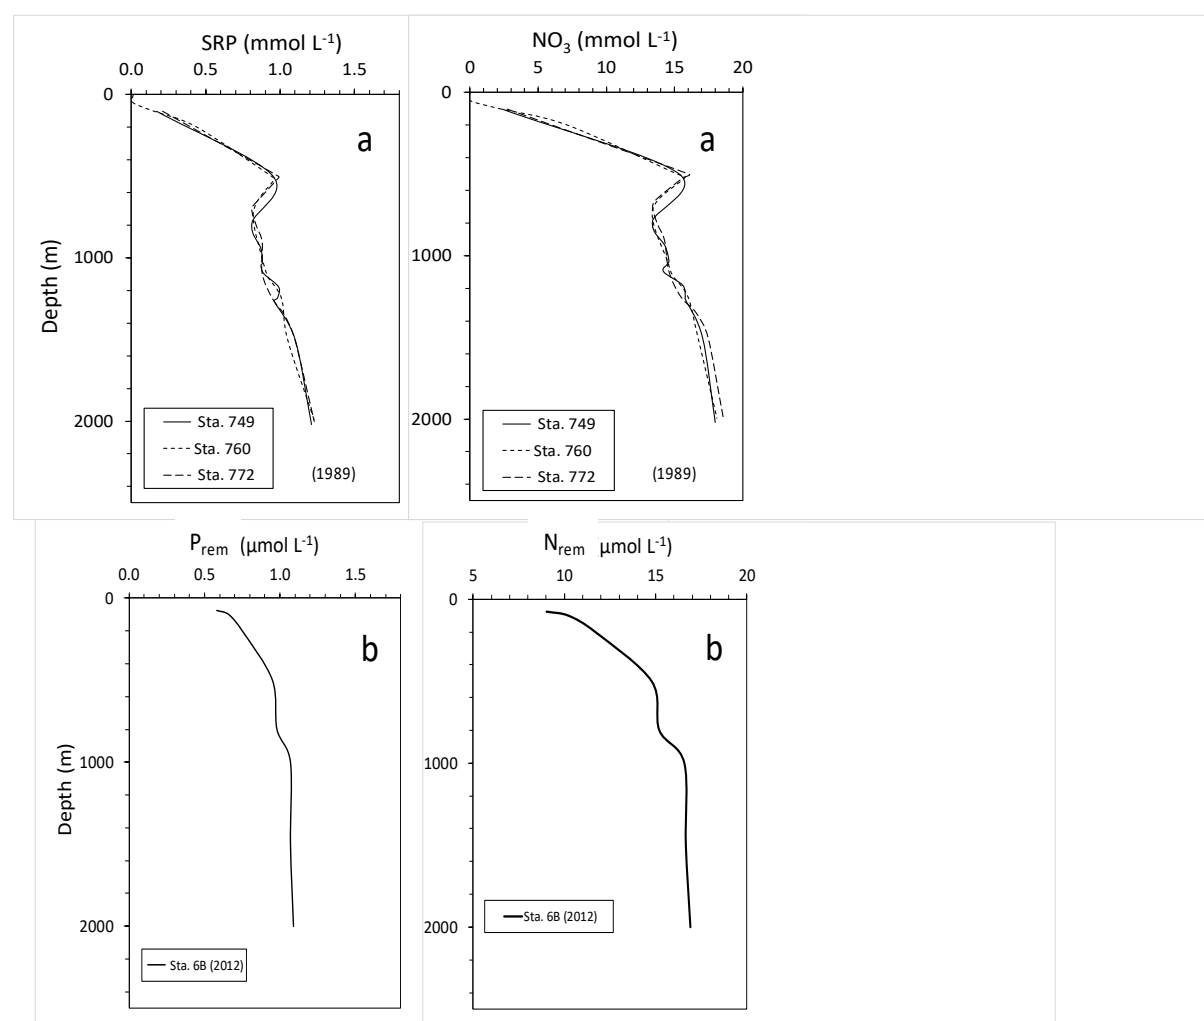 SRP (mmol L-1)
0.0 0.5 1.0 1.5
0
1000
2000
Depth (m)
a
Sta. 749
Sta. 760
Sta. 772
(1989)
NO3 (mmol L-1)
0 5 10 15 20
0
1000
2000
a
Sta. 749
Sta. 760
Sta. 772
(1989)
Prem (µmol L-1)
0.0 0.5 1.0 1.5
0
1000
2000
Depth (m)
b
Sta. 6B (2012)
Nrem µmol L-1)
5 10 15 20
0
1000
2000
b
Sta. 6B (2012)